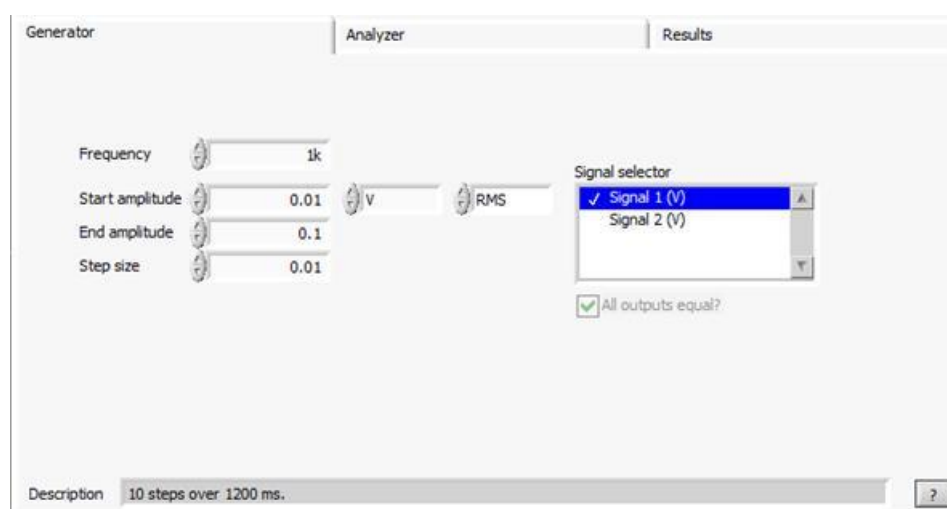 Generator Analyzer Results
Frequency 1k
Signal selector
Start amplitude 0.01 V RMS ✓ Signal 1 (V)
End amplitude 0.1 Signal 2 (V)
Step size 0.01
All outputs equal?
Description 10 steps over 1200 ms. ?